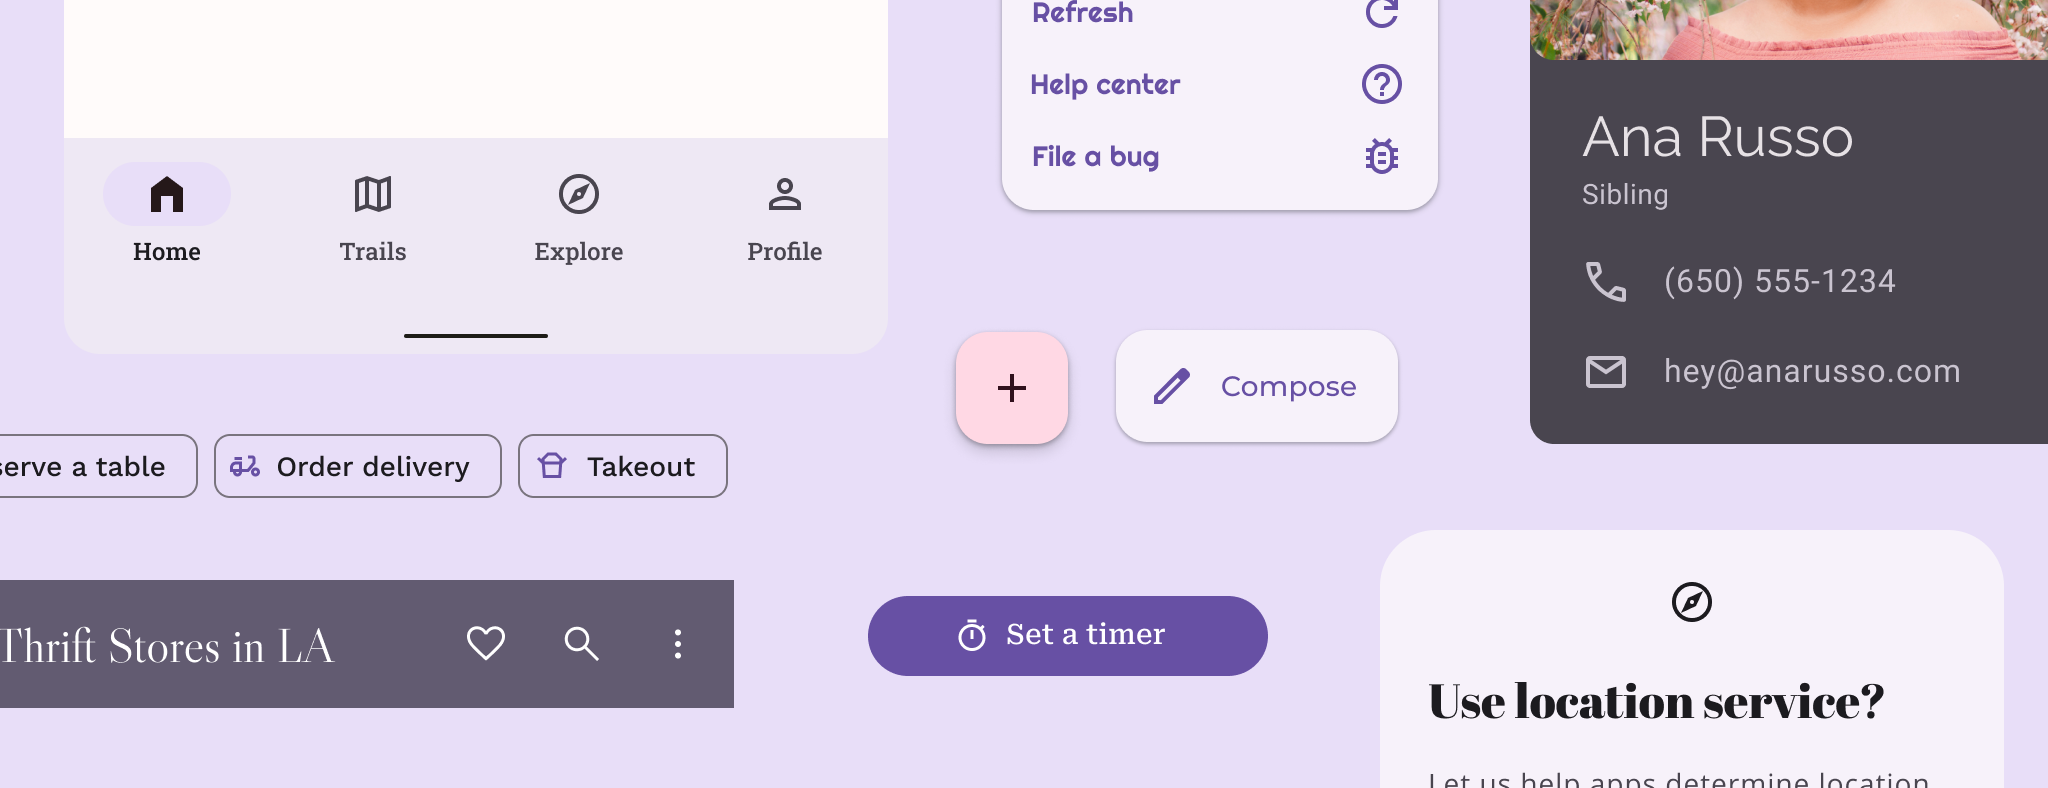 Refresh
Help center
File a bug
Home
Trails
Explore
Profile
Ana Russo
Sibling
(650) 555-1234
hey@anarusso.com
Compose
a table
Order delivery
Takeout
Thrift Stores in LA
Set a timer
Use location service?
Let us help apps determine location